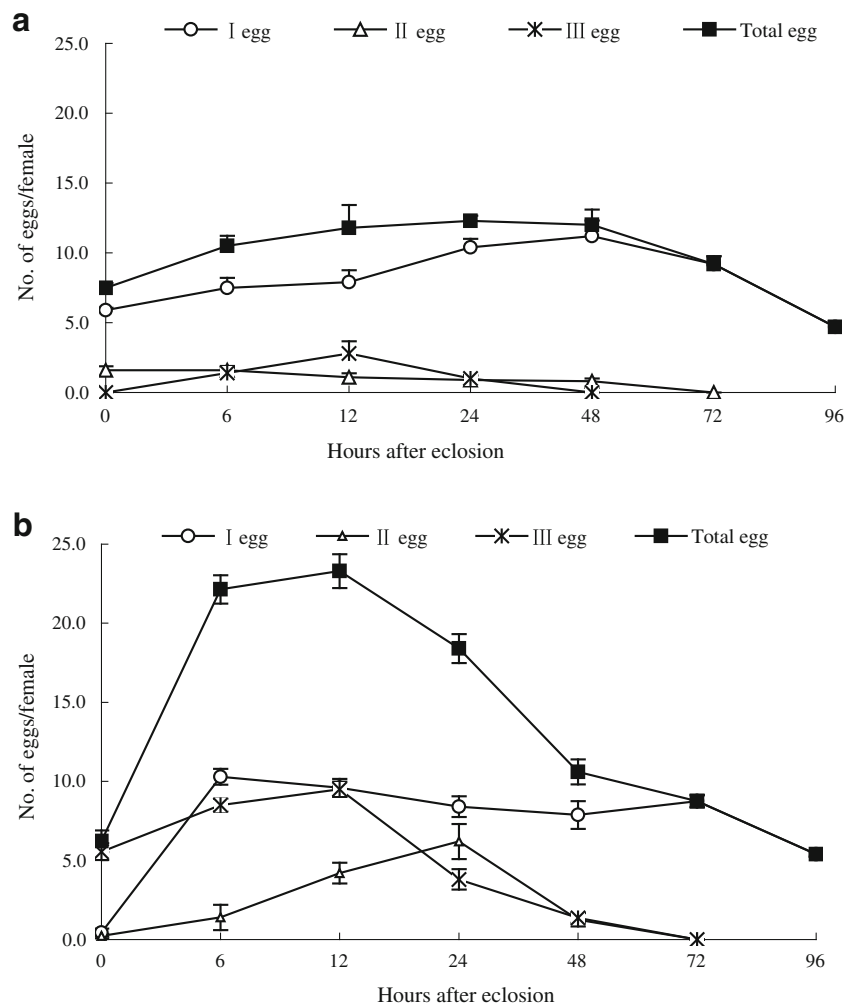 a
Ⅰ egg Ⅱ egg Ⅲ egg Total egg
25.0
20.0
15.0
10.0
5.0
0.0
No. of eggs/female
0 6 12 24 48 72 96
Hours after eclosion
b
Ⅰ egg Ⅱ egg Ⅲ egg Total egg
25.0
20.0
15.0
10.0
5.0
0.0
No. of eggs/female
0 6 12 24 48 72 96
Hours after eclosion